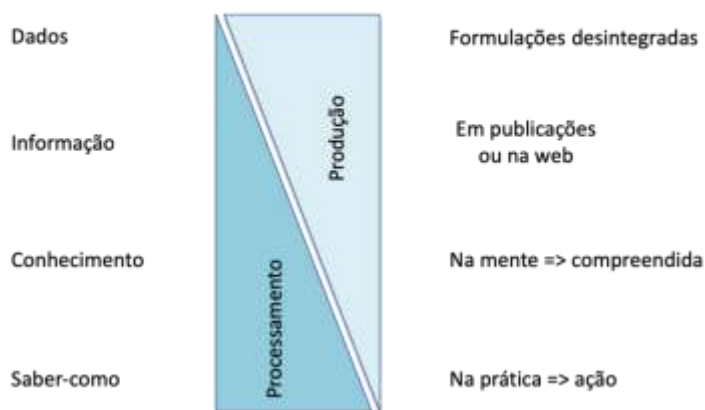 Dados
Formulações desintegradas
Produção
Informação
Em publicações
ou na web
Conhecimento
Na mente => compreendida
Processamento
Saber-como
Na prática => ação